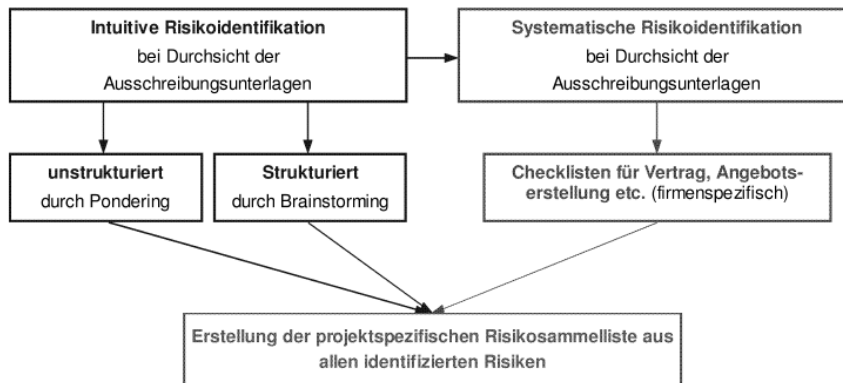 Intuitive Risikoidentifikation
bei Durchsicht der
Ausschreibungsunterlagen
Systematische Risikoidentifikation
bei Durchsicht der
Ausschreibungsunterlagen
unstrukturiert
durch Pondering
Strukturiert
durch Brainstorming
Checklisten für Vertrag, Angebots-
erstellung etc. (firmenspezifisch)
Erstellung der projektspezifischen Risikosammelliste aus
allen identifizierten Risiken